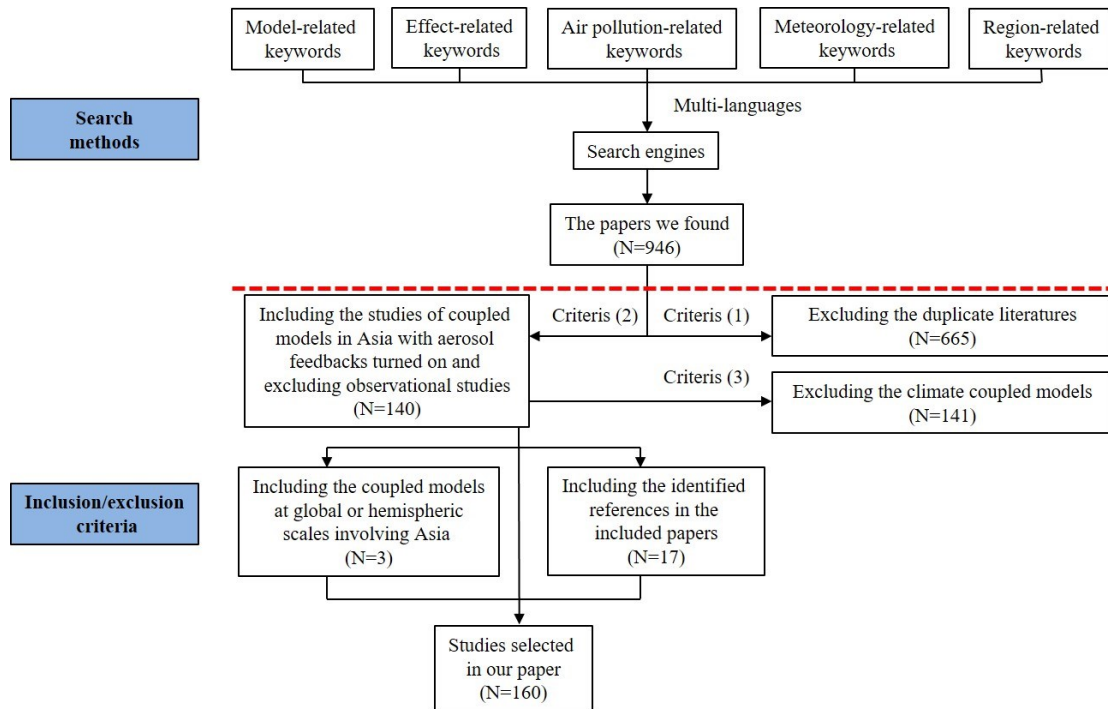 Model-related
keywords
Effect-related
keywords
Air pollution-related
keywords
Meteorology-related
keywords
Region-related
keywords
Search
methods
Multi-languages
Search engines
The papers we found
(N=946)
Including the studies of coupled
models in Asia with aerosol
feedbacks turned on and
excluding observational studies
(N=140)
Criteris (2)
Criteris (1)
Excluding the duplicate literatures
(N=665)
Criteris (3)
Excluding the climate coupled models
(N=141)
Inclusion/exclusion
criteria
Including the coupled models
at global or hemispheric
scales involving Asia
(N=3)
Including the identified
references in the
included papers
(N=17)
Studies selected
in our paper
(N=160)